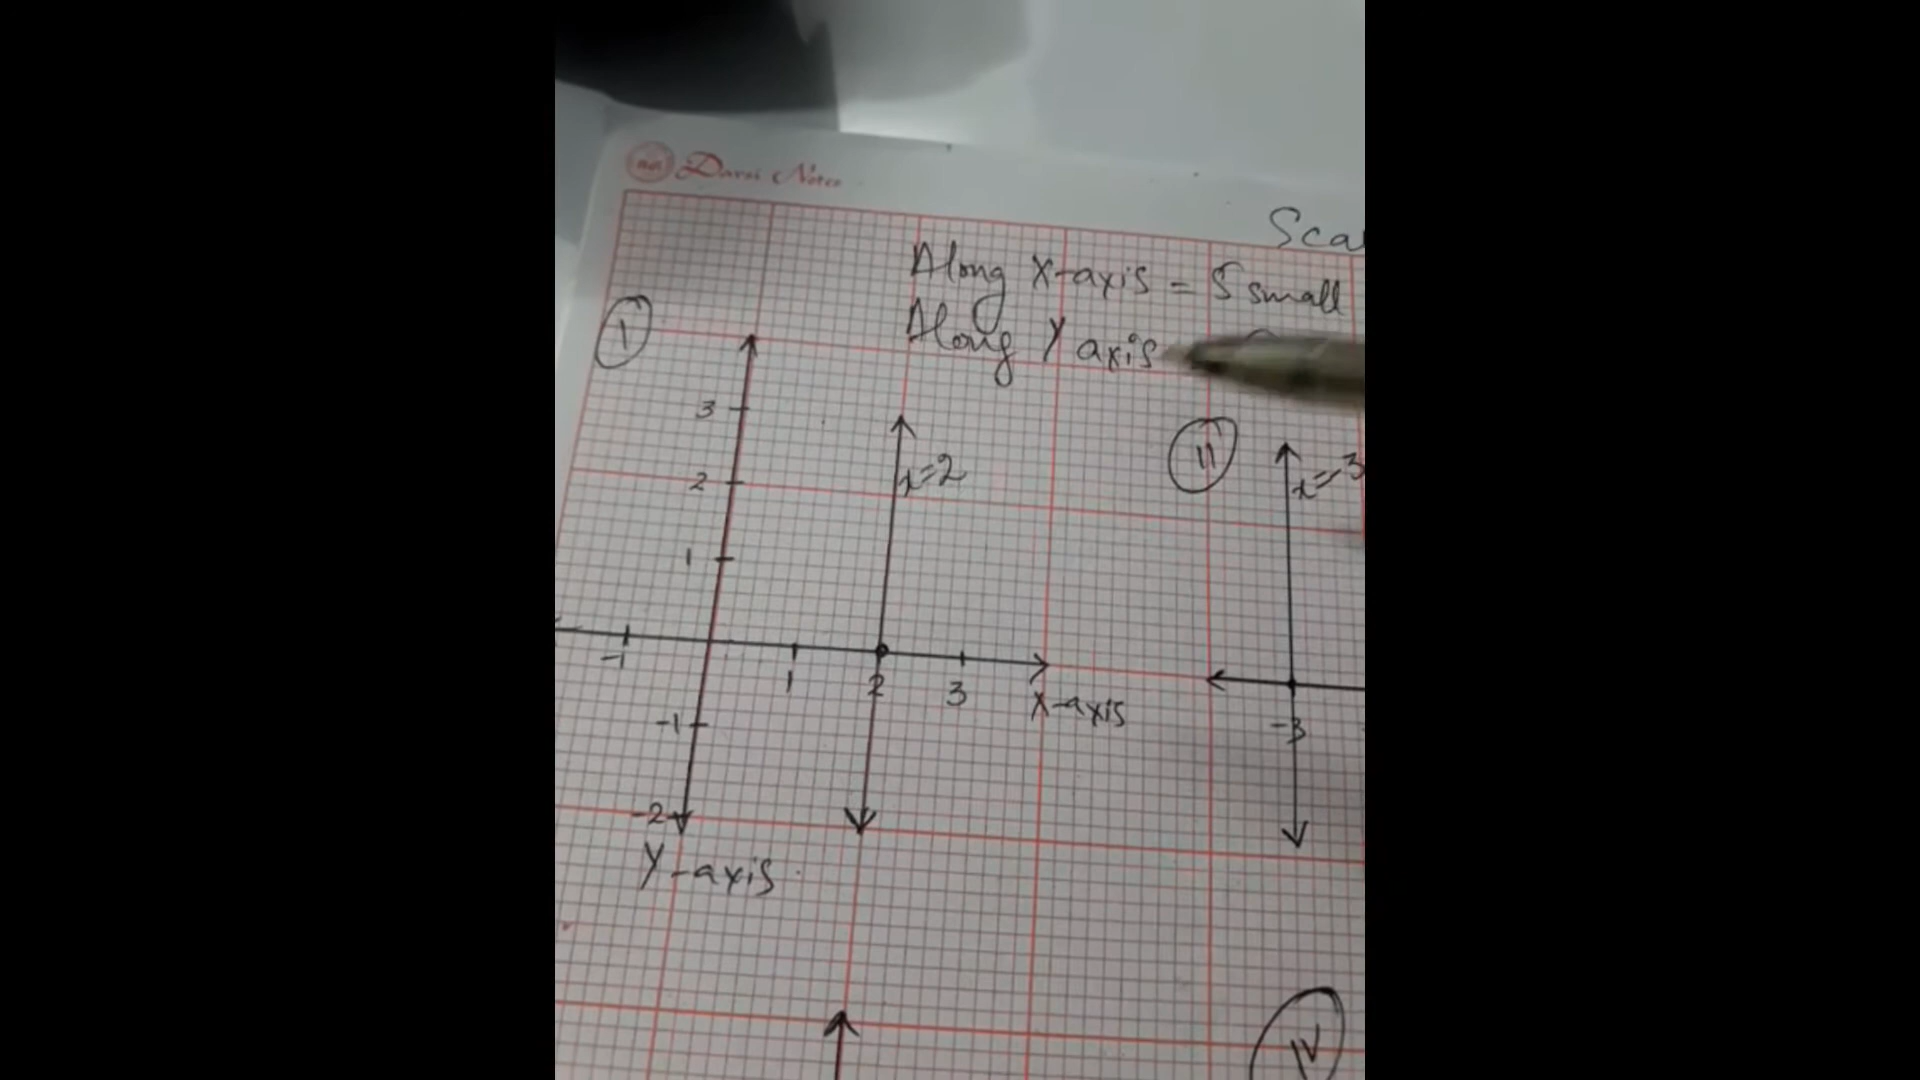 Darsi Notes
Sca
Along X-axis = 5 small
Along Y axis
I
3
x=2
II
x=-3
2
1
-1
1
2
3
X-axis
-3
-1
-2
Y-axis
IV